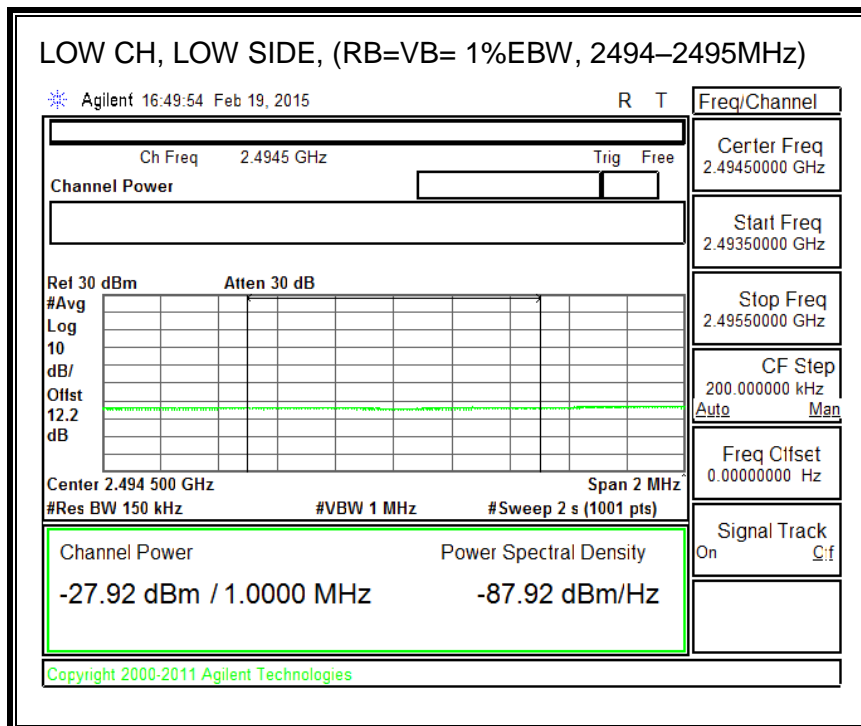 LOW CH, LOW SIDE, (RB=VB= 1%EBW, 2494–2495MHz)
Agilent 16:49:54 Feb 19, 2015 R T
Freq/Channel
Ch Freq 2.4945 GHz Trig Free
Channel Power
Center Freq
2.49450000 GHz
Start Freq
2.49350000 GHz
Stop Freq
2.49550000 GHz
CF Step
200.000000 kHz
Auto Man
Freq Offset
0.00000000 Hz
Signal Track
On Off
Ref 30 dBm Atten 30 dB
#Avg
Log
10
dB/
Offst
12.2
dB
Center 2.494 500 GHz Span 2 MHz
#Res BW 150 kHz #VBW 1 MHz #Sweep 2 s (1001 pts)
Channel Power Power Spectral Density
-27.92 dBm / 1.0000 MHz -87.92 dBm/Hz
Copyright 2000-2011 Agilent Technologies